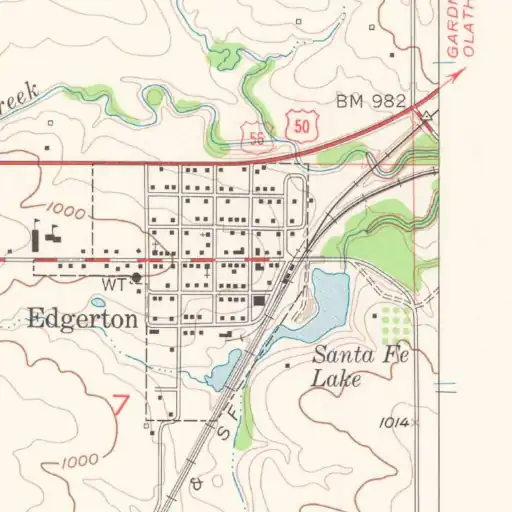 GARDN
OLATH
reek
BM 982
56
50
1000
WT
Edgerton
Santa Fe
Lake
7
1014
S F
&
1000